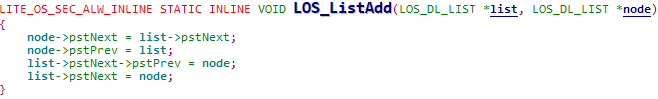 LITE_OS_SEC_ALW_INLINE STATIC INLINE VOID LOS_ListAdd(LOS_DL_LIST *list, LOS_DL_LIST *node)
{
    node->pstNext = list->pstNext;
    node->pstPrev = list;
    list->pstNext->pstPrev = node;
    list->pstNext = node;
}